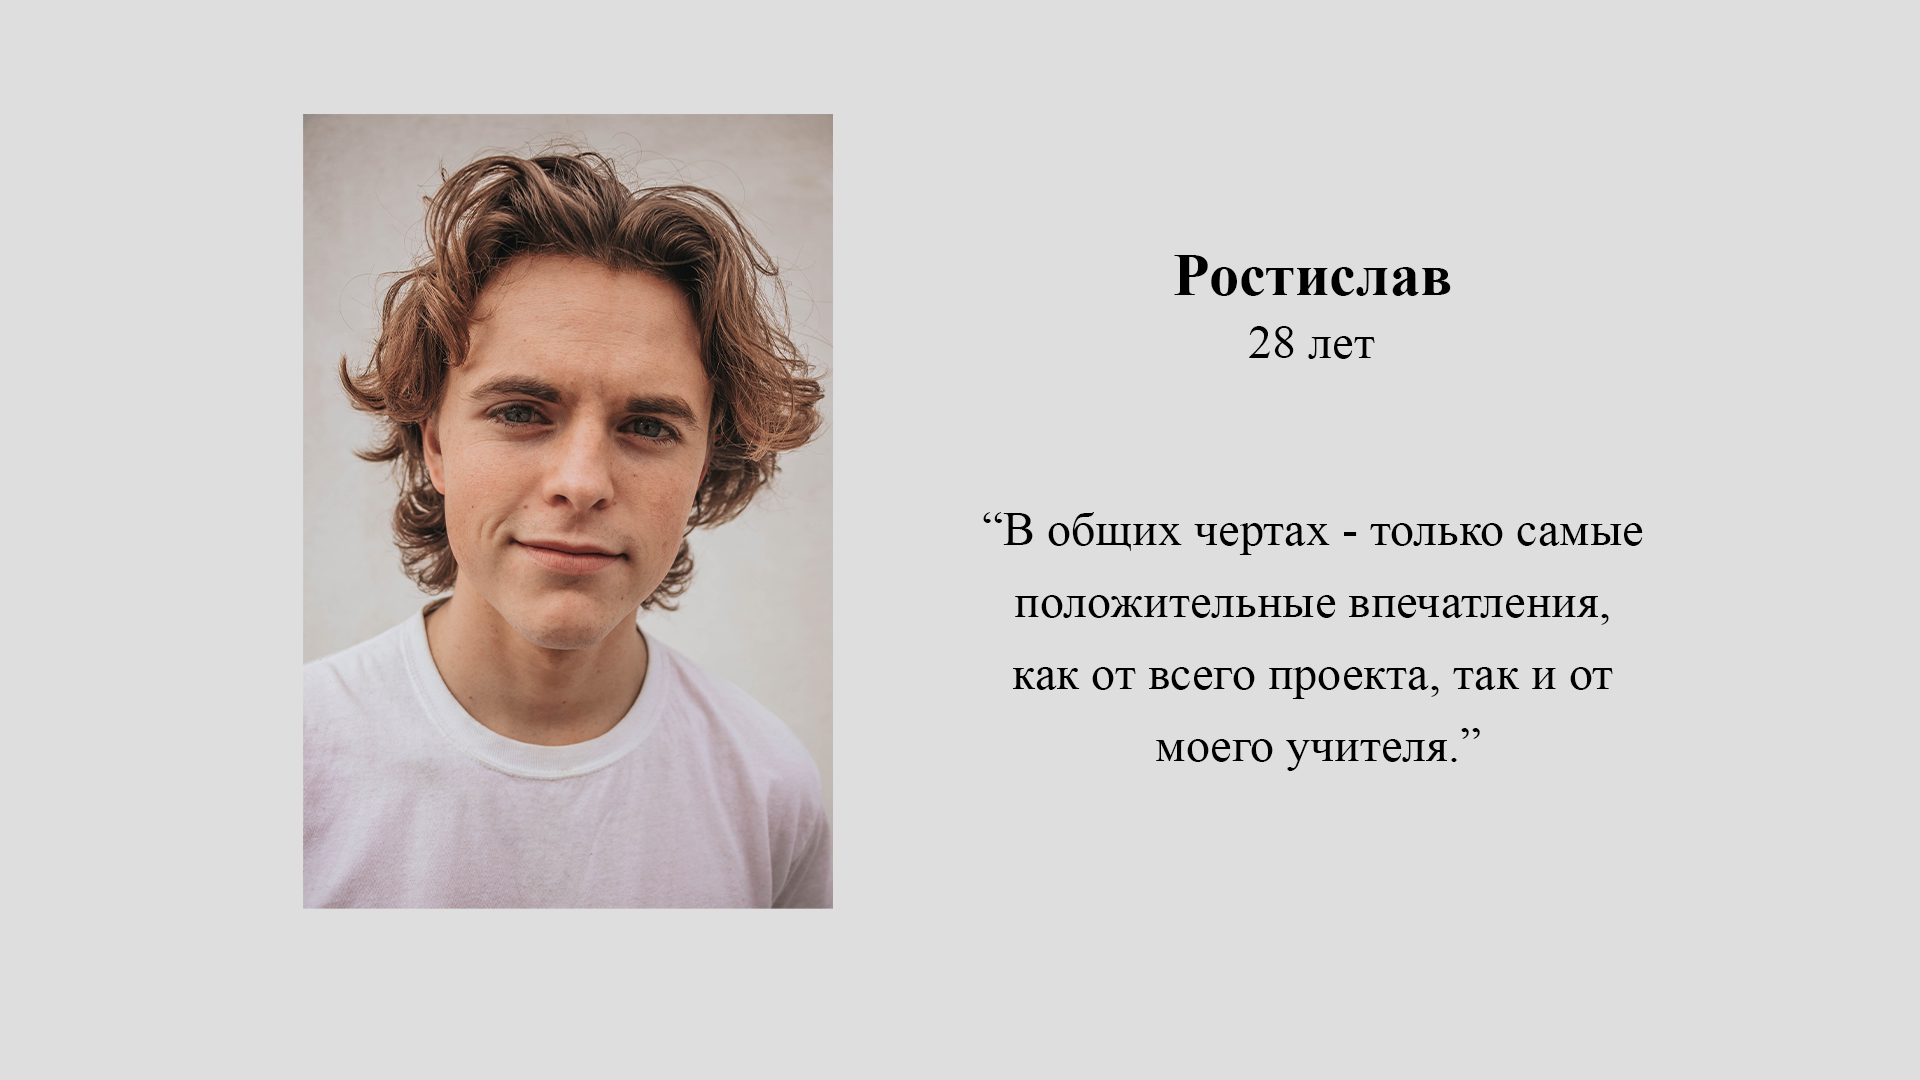 Ростислав
28 лет
“В общих чертах - только самые
положительные впечатления,
как от всего проекта, так и от
моего учителя.”